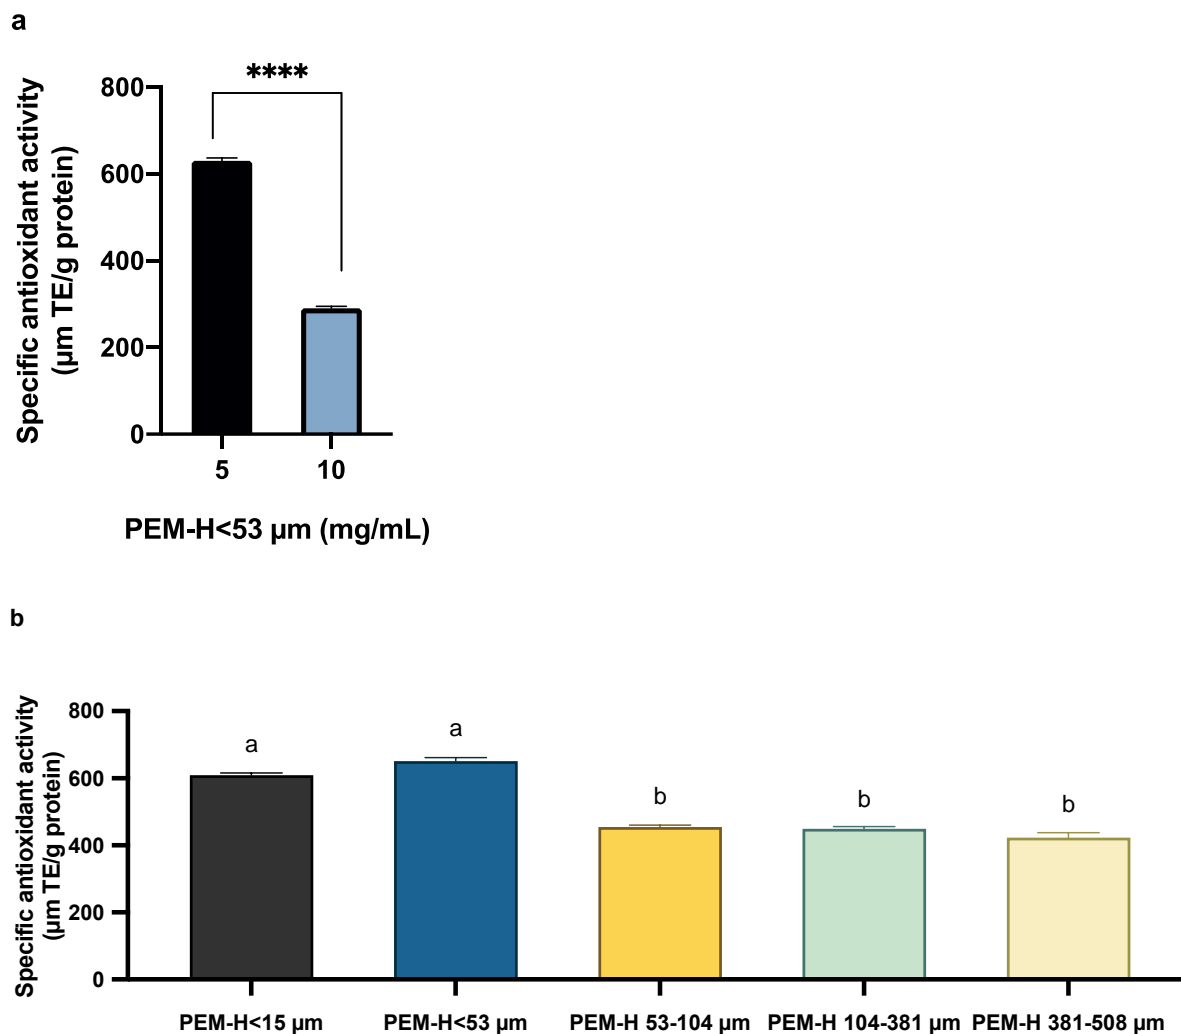 a
****
Specific antioxidant activity
(µm TE/g protein)
800
600
400
200
0
5
10
PEM-H<53 µm (mg/mL)
b
Specific antioxidant activity
(µm TE/g protein)
800
600
400
200
0
a
a
b
b
b
PEM-H<15 µm
PEM-H<53 µm
PEM-H 53-104 µm
PEM-H 104-381 µm
PEM-H 381-508 µm